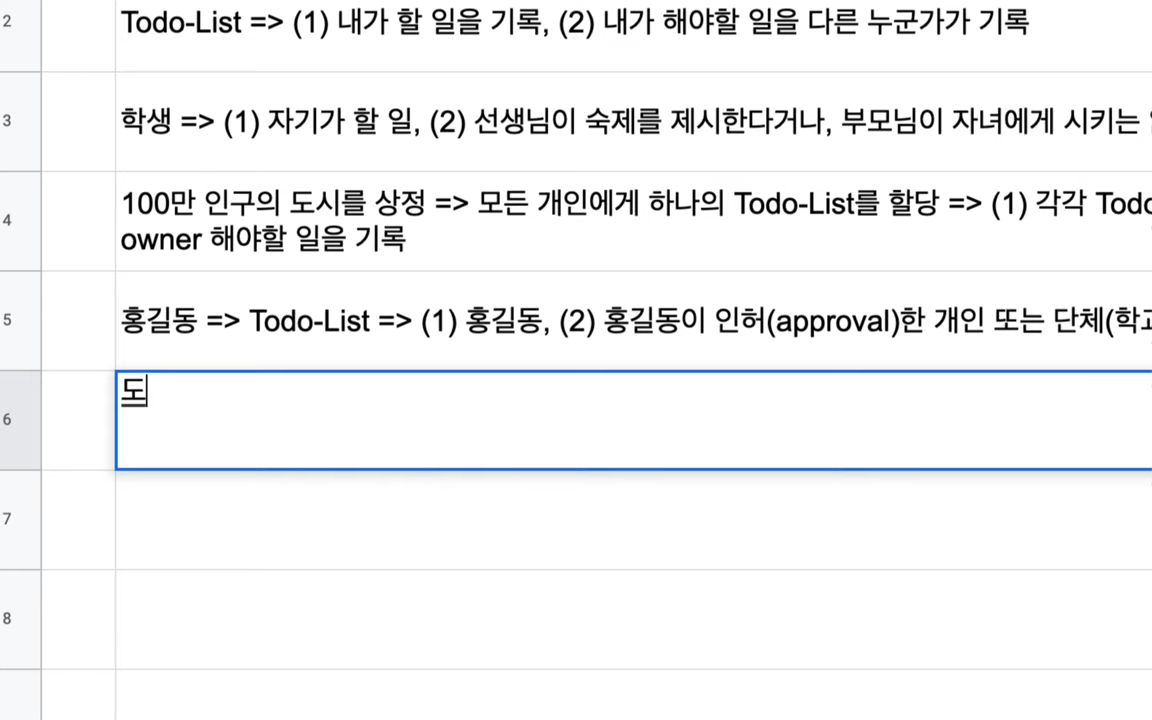 2
Todo-List => (1) 내가 할 일을 기록, (2) 내가 해야할 일을 다른 누군가가 기록
3
학생 => (1) 자기가 할 일, (2) 선생님이 숙제를 제시한다거나, 부모님이 자녀에게 시키는
4
100만 인구의 도시를 상정 => 모든 개인에게 하나의 Todo-List를 할당 => (1) 각각
owner 해야할 일을 기록
5
홍길동 => Todo-List => (1) 홍길동, (2) 홍길동이 인허(approval)한 개인 또는
6
도
7
8